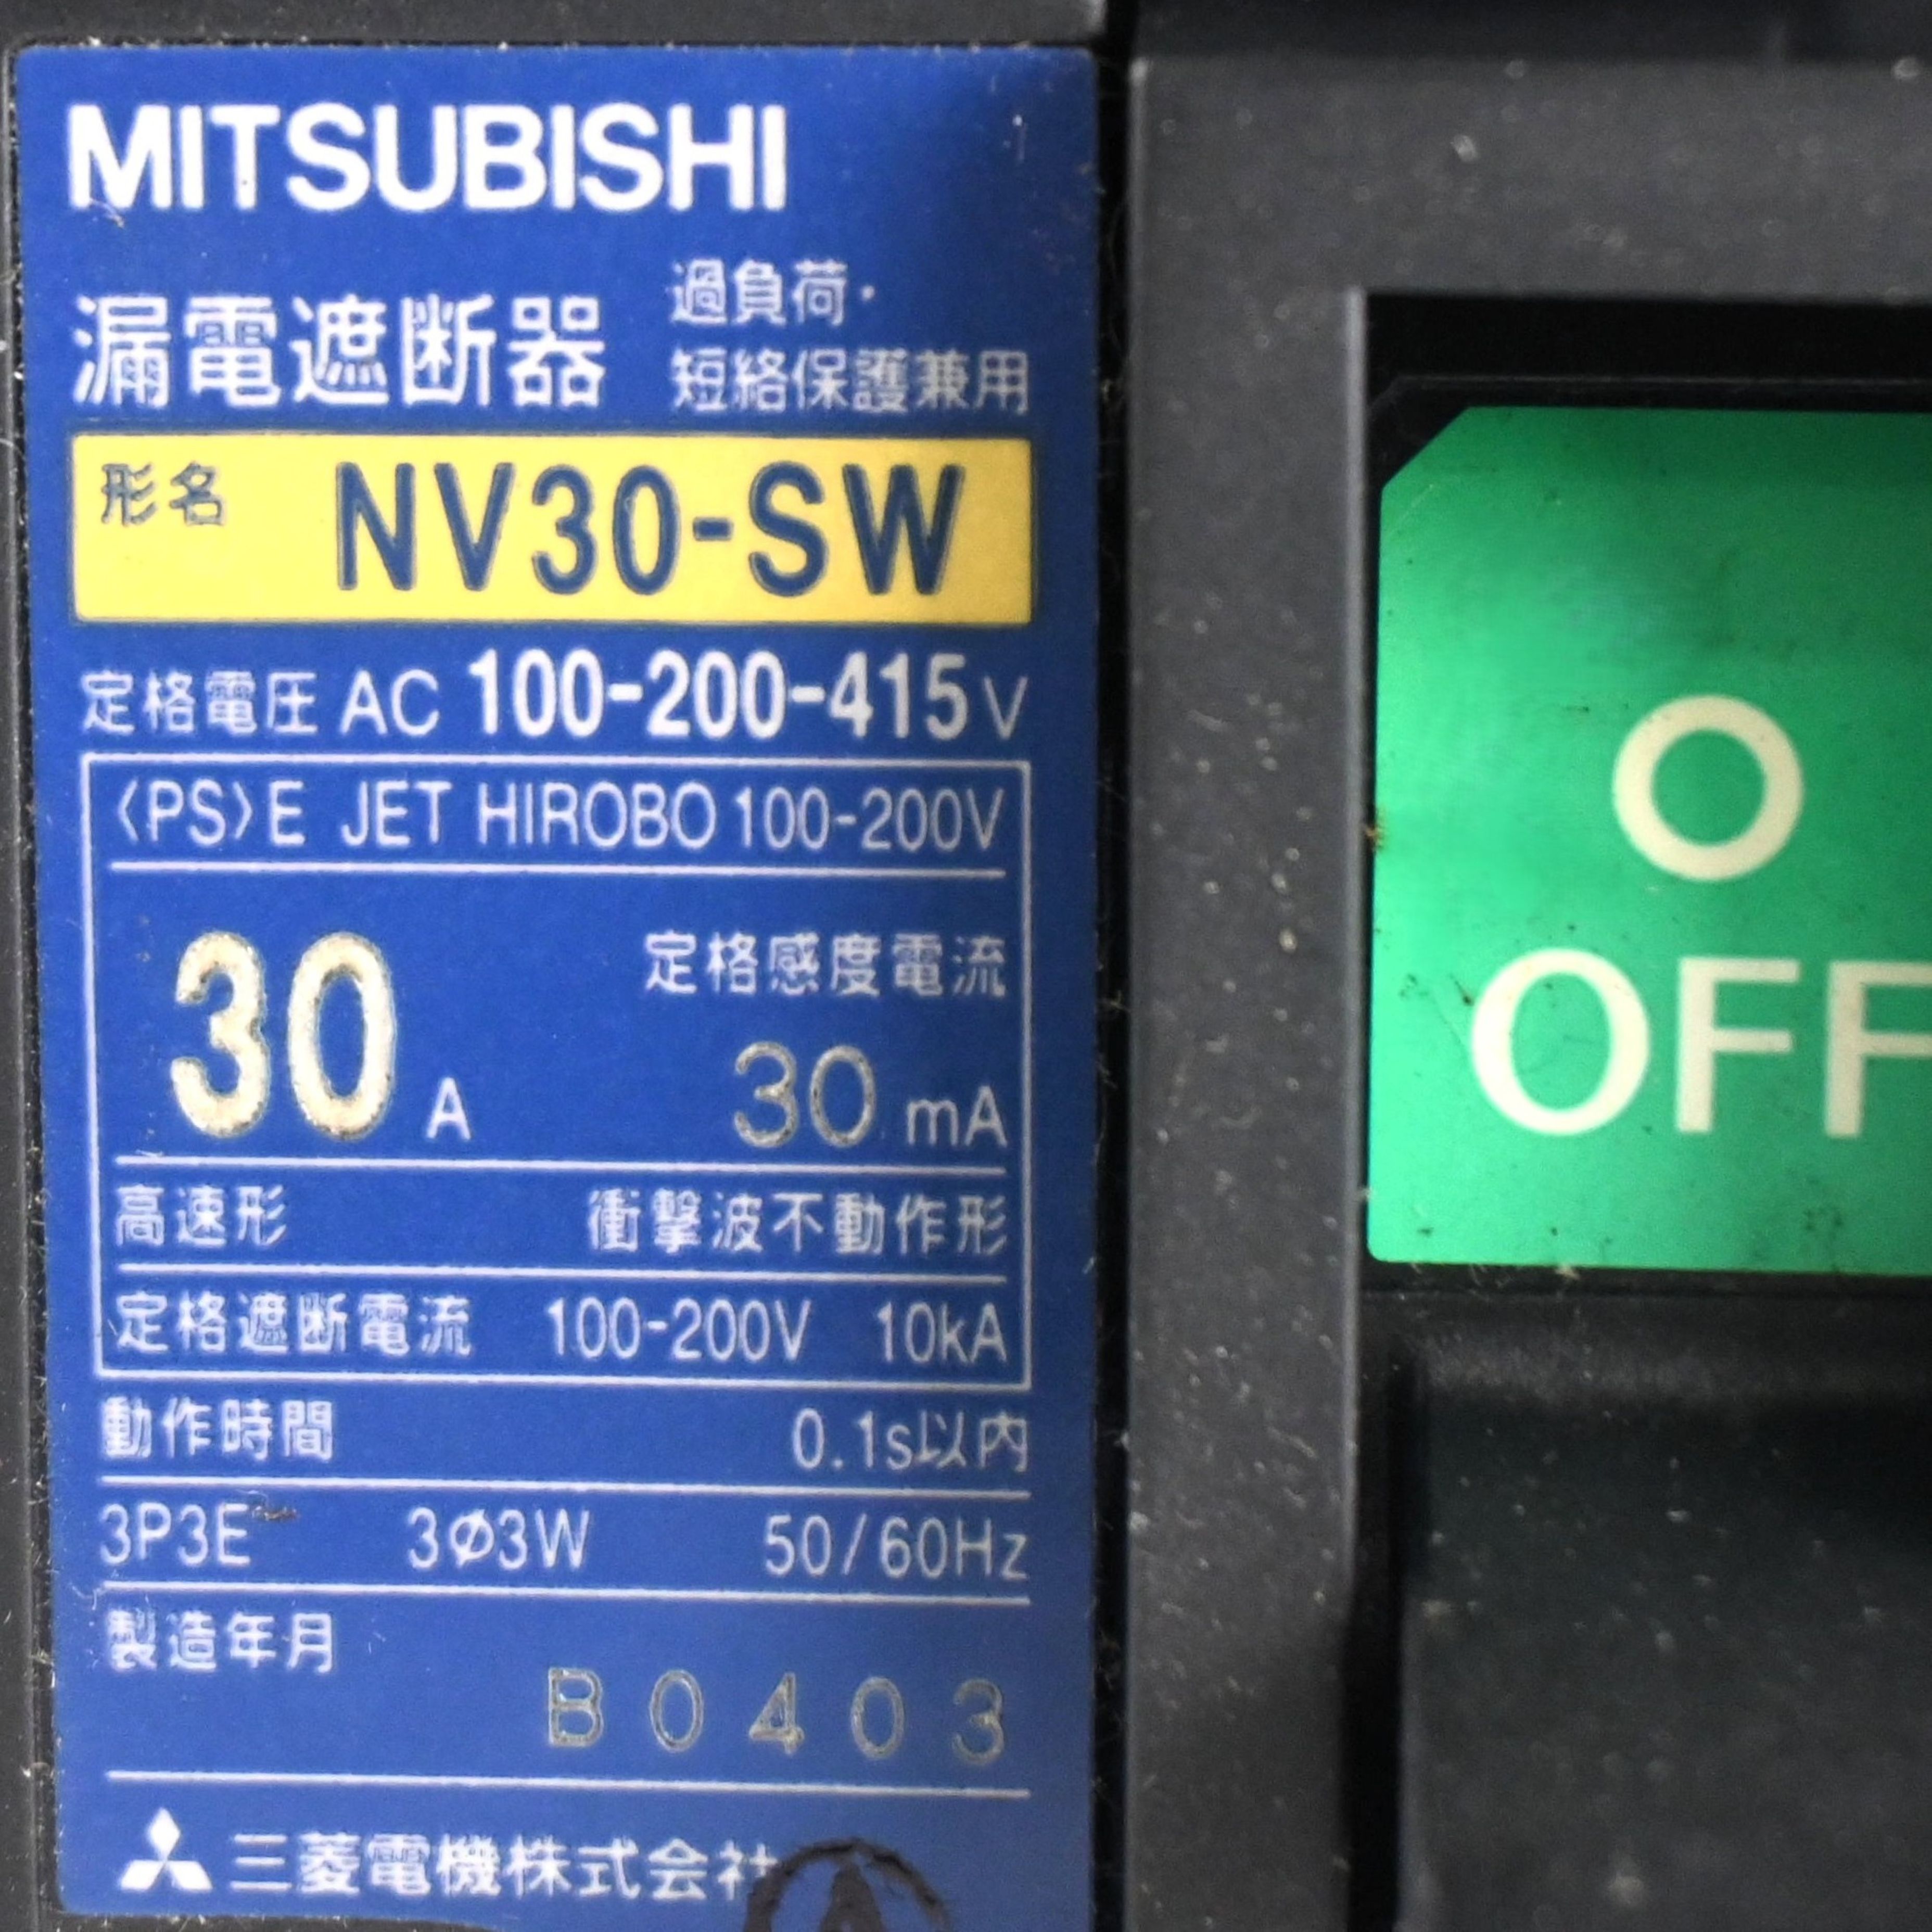 MITSUBISHI
漏電遮断器 過負荷・
短絡保護兼用
形名 NV30-SW
定格電圧 AC 100-200-415V
〈PS〉E JET HIROBO 100-200V
定格感度電流
30A 30mA
高速形 衝撃波不動作形
定格遮断電流 100-200V 10kA
動作時間 0.1s以内
3P3E 3Ø3W 50/60Hz
製造年月
B0403
三菱電機株式会社
A
O
OFF